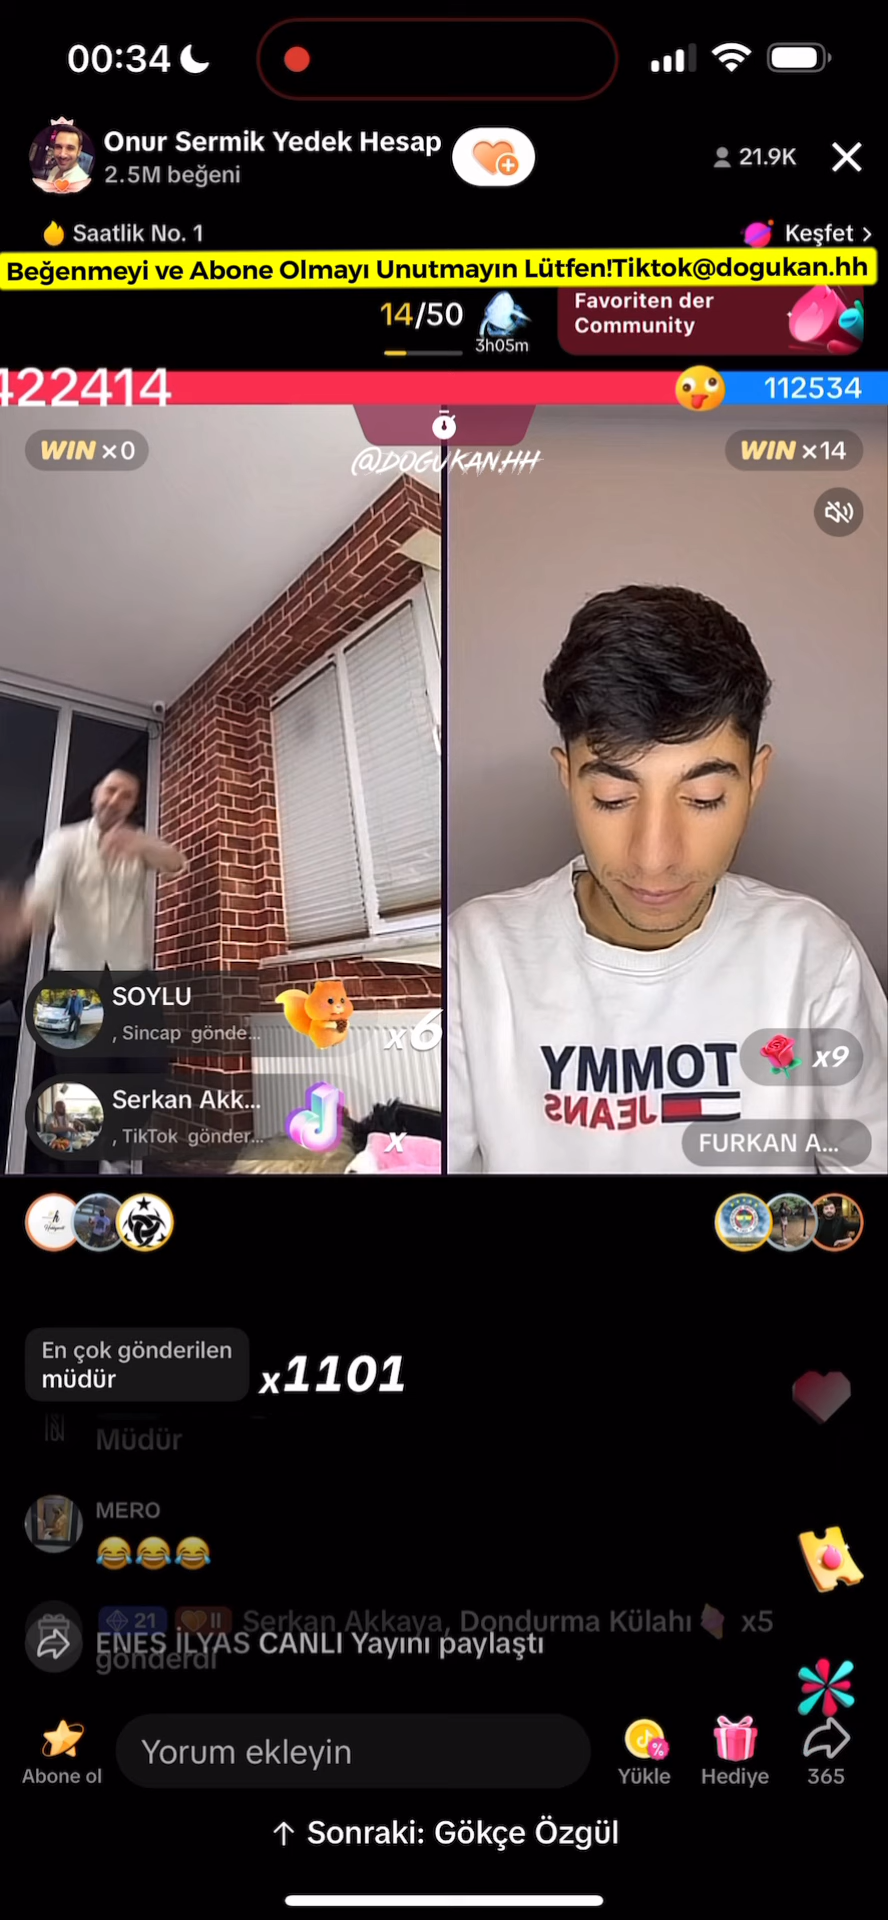 00:34
Onur Sermik Yedek Hesap
2.5M beğeni
21.9K
Saatlik No. 1
Keşfet >
Beğenmeyi ve Abone Olmayı Unutmayın Lütfen!Tiktok@dogukan.hh
14/50
3h05m
Favoriten der
Community
422414
112534
WIN x0
WIN x14
@DOGUKAN.HH
SOYLU
, Sincap gönde...
x6
Serkan Akk...
, TikTok gönder...
x
TOMMY
JEANS
x9
FURKAN A...
En çok gönderilen
müdür
x1101
Müdür
MERO
😂😂😂
21
II
Serkan Akkaya, Dondurma Külahı x5
gönderdi
ENES İLYAS CANLI Yayını paylaştı
Abone ol
Yorum ekleyin
Yükle
Hediye
365
↑ Sonraki: Gökçe Özgül